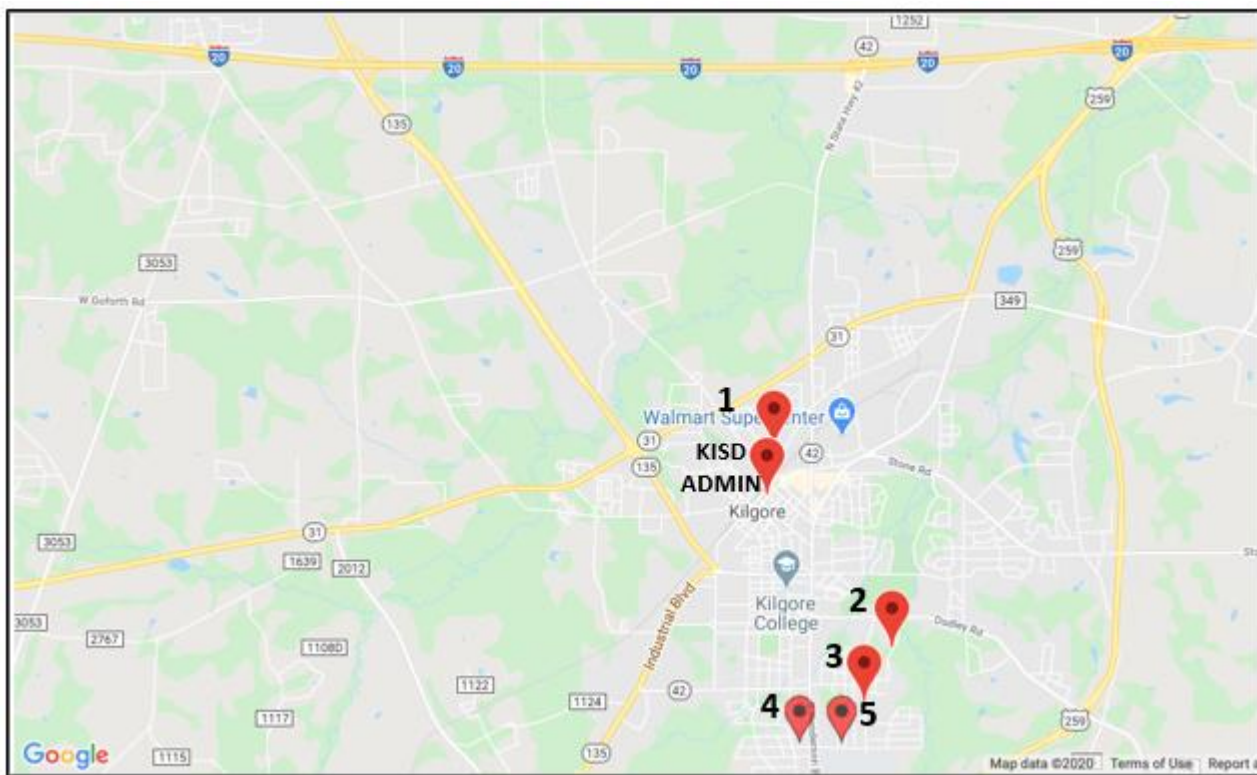 1252
42
20
20
20
20
259
135
N State Hwy 42
259
3053
W Goforth Rd
349
31
1
Walmart Supercenter
31
KISD
42
135
ADMIN
Stone Rd
Kilgore
31
3053
1639
2012
Kilgore
College
2
Industrial Blvd
Dudley Rd
3053
2767
1108D
3
1122
42
1124
4
5
1117
259
1115
135
Google
Map data ©2020 Terms of Use Report